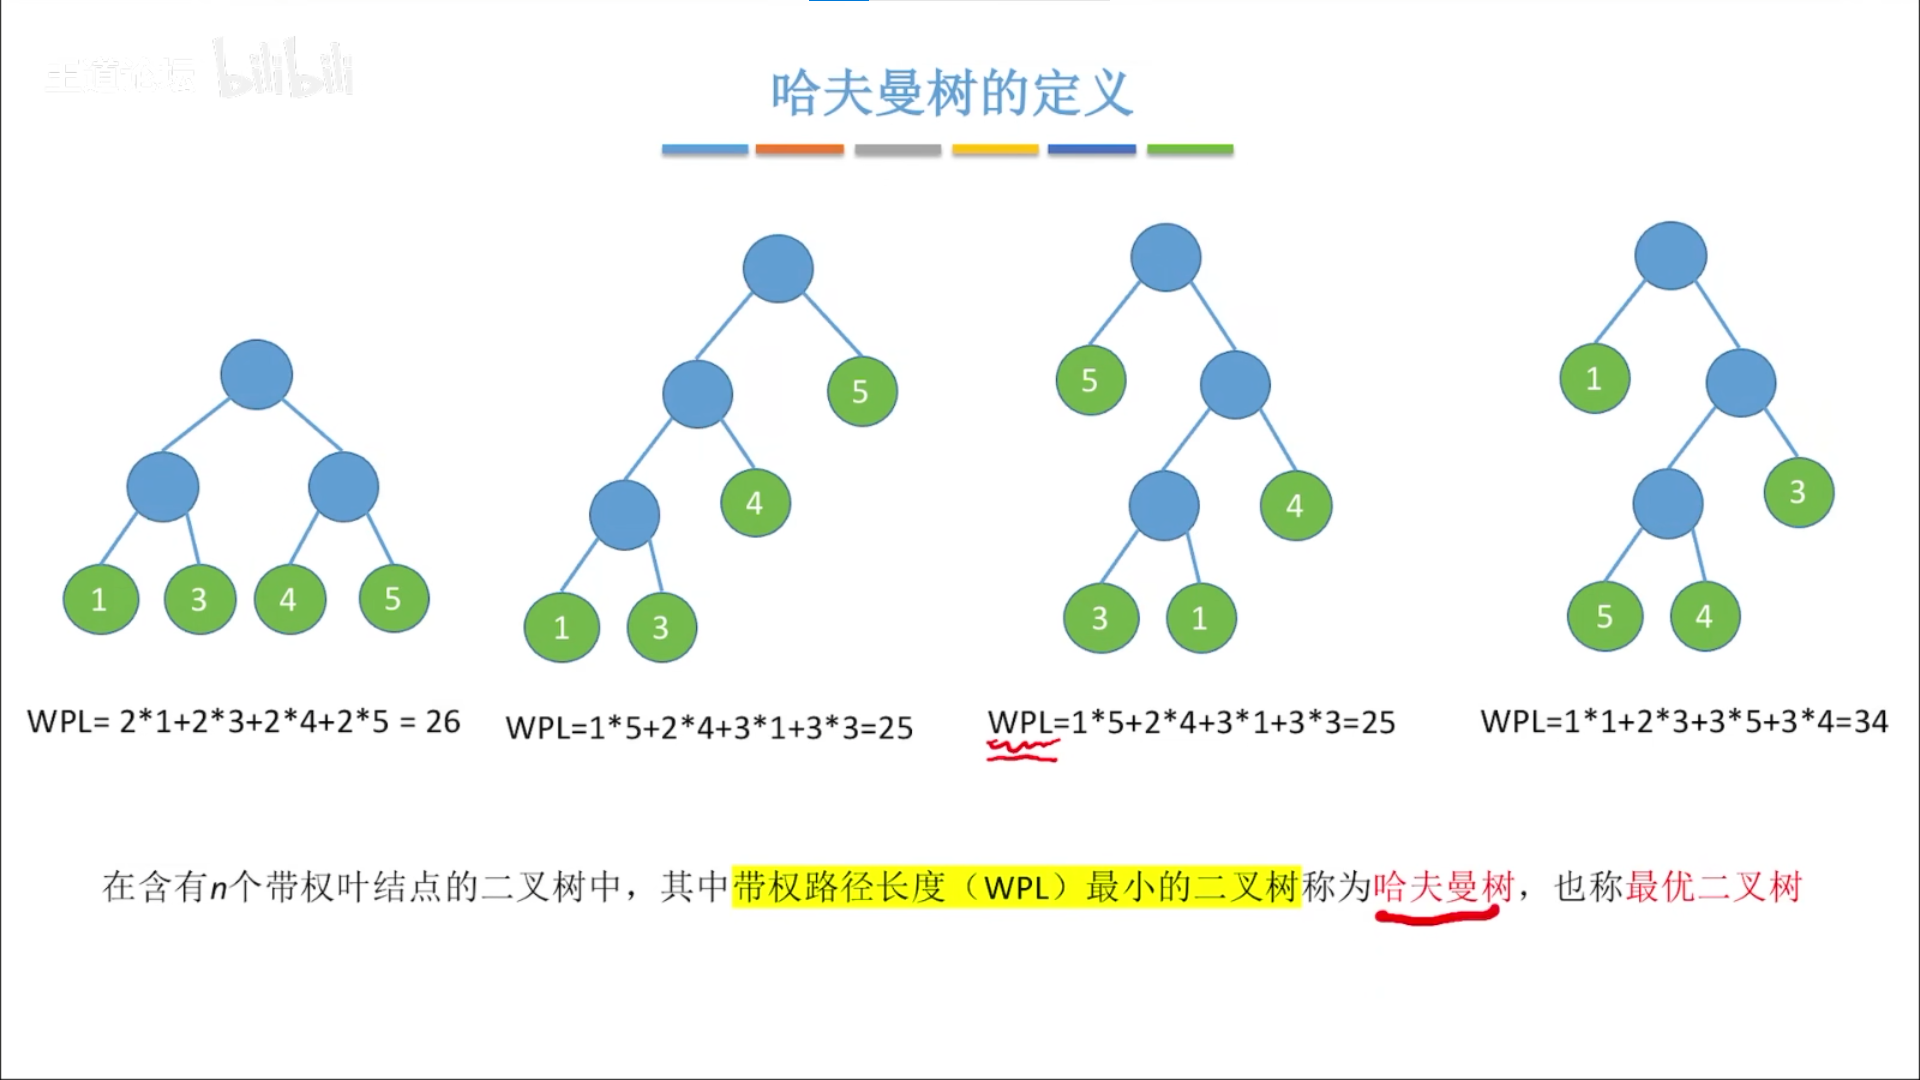 王道论坛 bilibili
哈夫曼树的定义
5
5
1
4
4
3
1 3 4 5
1 3
3 1
5 4
WPL= 2*1+2*3+2*4+2*5 = 26
WPL=1*5+2*4+3*1+3*3=25
WPL=1*5+2*4+3*1+3*3=25
WPL=1*1+2*3+3*5+3*4=34
在含有n个带权叶结点的二叉树中，其中带权路径长度（WPL）最小的二叉树称为哈夫曼树，也称最优二叉树